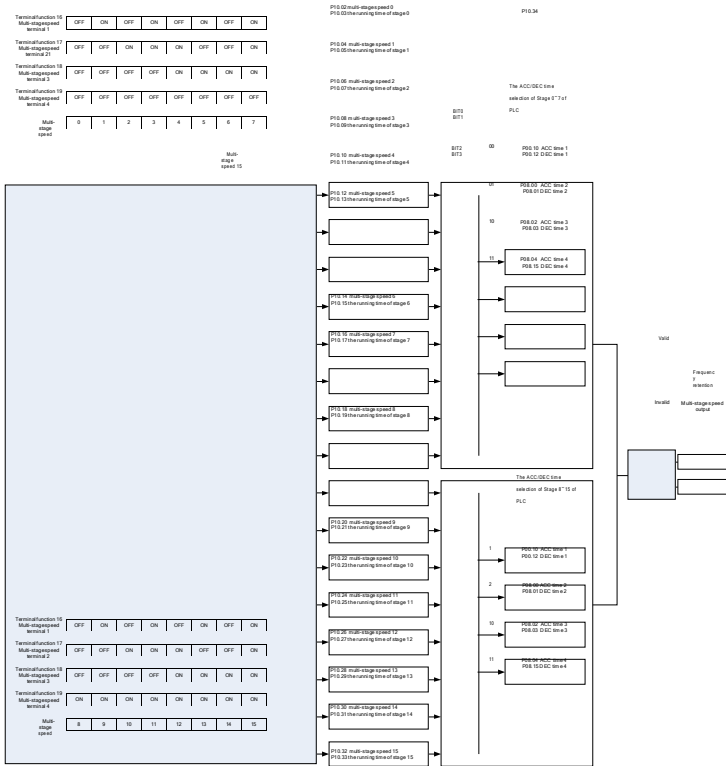 Terminal function 16
Multi-stage speed
terminal 1
OFF ON OFF ON OFF ON OFF ON
Terminal function 17
Multi-stage speed
terminal 21
OFF OFF ON ON OFF OFF ON ON
Terminal function 18
Multi-stage speed
terminal 3
OFF OFF OFF OFF ON ON ON ON
Terminal function 19
Multi-stage speed
terminal 4
OFF OFF OFF OFF OFF OFF OFF OFF
Multi-
stage
speed
0 1 2 3 4 5 6 7
Multi-
stage
speed 15
P10.02 multi-stage speed 0
P10.03 the running time of stage 0
P10.04 multi-stage speed 1
P10.05 the running time of stage 1
P10.06 multi-stage speed 2
P10.07 the running time of stage 2
P10.08 multi-stage speed 3
P10.09 the running time of stage 3
P10.10 multi-stage speed 4
P10.11 the running time of stage 4
P10.12 multi-stage speed 5
P10.13 the running time of stage 5
P10.14 multi-stage speed 6
P10.15 the running time of stage 6
P10.16 multi-stage speed 7
P10.17 the running time of stage 7
P10.18 multi-stage speed 8
P10.19 the running time of stage 8
P10.20 multi-stage speed 9
P10.21 the running time of stage 9
P10.22 multi-stage speed 10
P10.23 the running time of stage 10
P10.24 multi-stage speed 11
P10.25 the running time of stage 11
P10.26 multi-stage speed 12
P10.27 the running time of stage 12
P10.28 multi-stage speed 13
P10.29 the running time of stage 13
P10.30 multi-stage speed 14
P10.31 the running time of stage 14
P10.32 multi-stage speed 15
P10.33 the running time of stage 15
P10.34
The ACC/DEC time
selection of Stage 0~7 of
PLC
BIT0
BIT1
BIT2
BIT3
00
P00.10 ACC time 1
P00.12 DEC time 1
01
P08.00 ACC time 2
P08.01 DEC time 2
10
P08.02 ACC time 3
P08.03 DEC time 3
11
P08.04 ACC time 4
P08.15 DEC time 4
The ACC/DEC time
selection of Stage 8~15 of
PLC
1
P00.10 ACC time 1
P00.12 DEC time 1
2
P08.00 ACC time 2
P08.01 DEC time 2
10
P08.02 ACC time 3
P08.03 DEC time 3
11
P08.04 ACC time 4
P08.15 DEC time 4
Valid
Frequenc
y
retention
Invalid
Multi-stage speed
output
Terminal function 16
Multi-stage speed
terminal 1
OFF ON OFF ON OFF ON OFF ON
Terminal function 17
Multi-stage speed
terminal 2
OFF OFF ON ON OFF OFF ON ON
Terminal function 18
Multi-stage speed
terminal 3
OFF OFF OFF OFF ON ON ON ON
Terminal function 19
Multi-stage speed
terminal 4
ON ON ON ON ON ON ON ON
Multi-
stage
speed
8 9 10 11 12 13 14 15